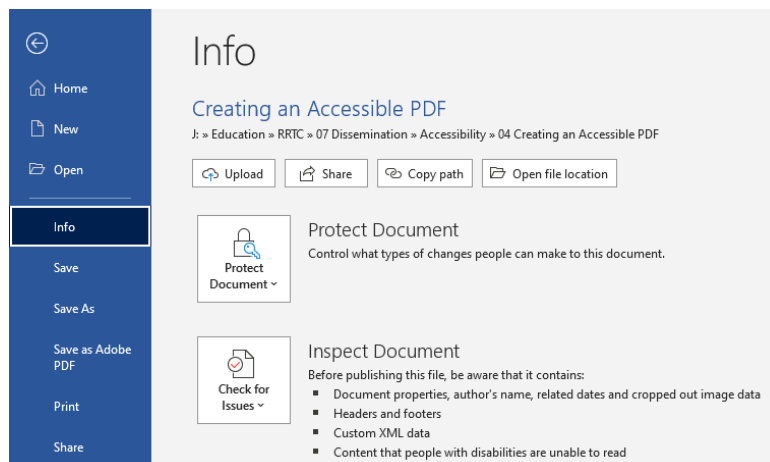 Info
Home
New
Open
Info
Save
Save As
Save as Adobe
PDF
Print
Share
Creating an Accessible PDF
J: » Education » RRTC » 07 Dissemination » Accessibility » 04 Creating an Accessible PDF
Upload
Share
Copy path
Open file location
Protect
Document
Protect Document
Control what types of changes people can make to this document.
Check for
Issues
Inspect Document
Before publishing this file, be aware that it contains:
Document properties, author's name, related dates and cropped out image data
Headers and footers
Custom XML data
Content that people with disabilities are unable to read